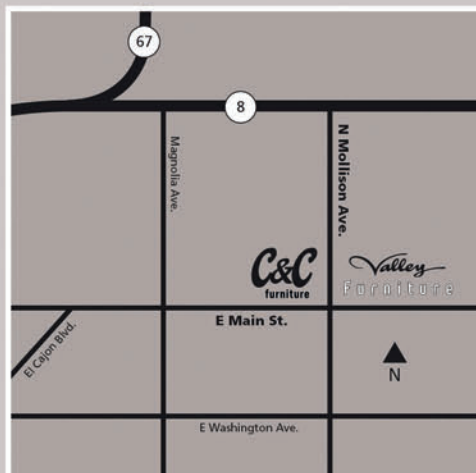 67
8
Magnolia Ave.
N Mollison Ave.
C&C
furniture
Valley
Furniture
E Main St.
El Cajon Blvd.
N
E Washington Ave.